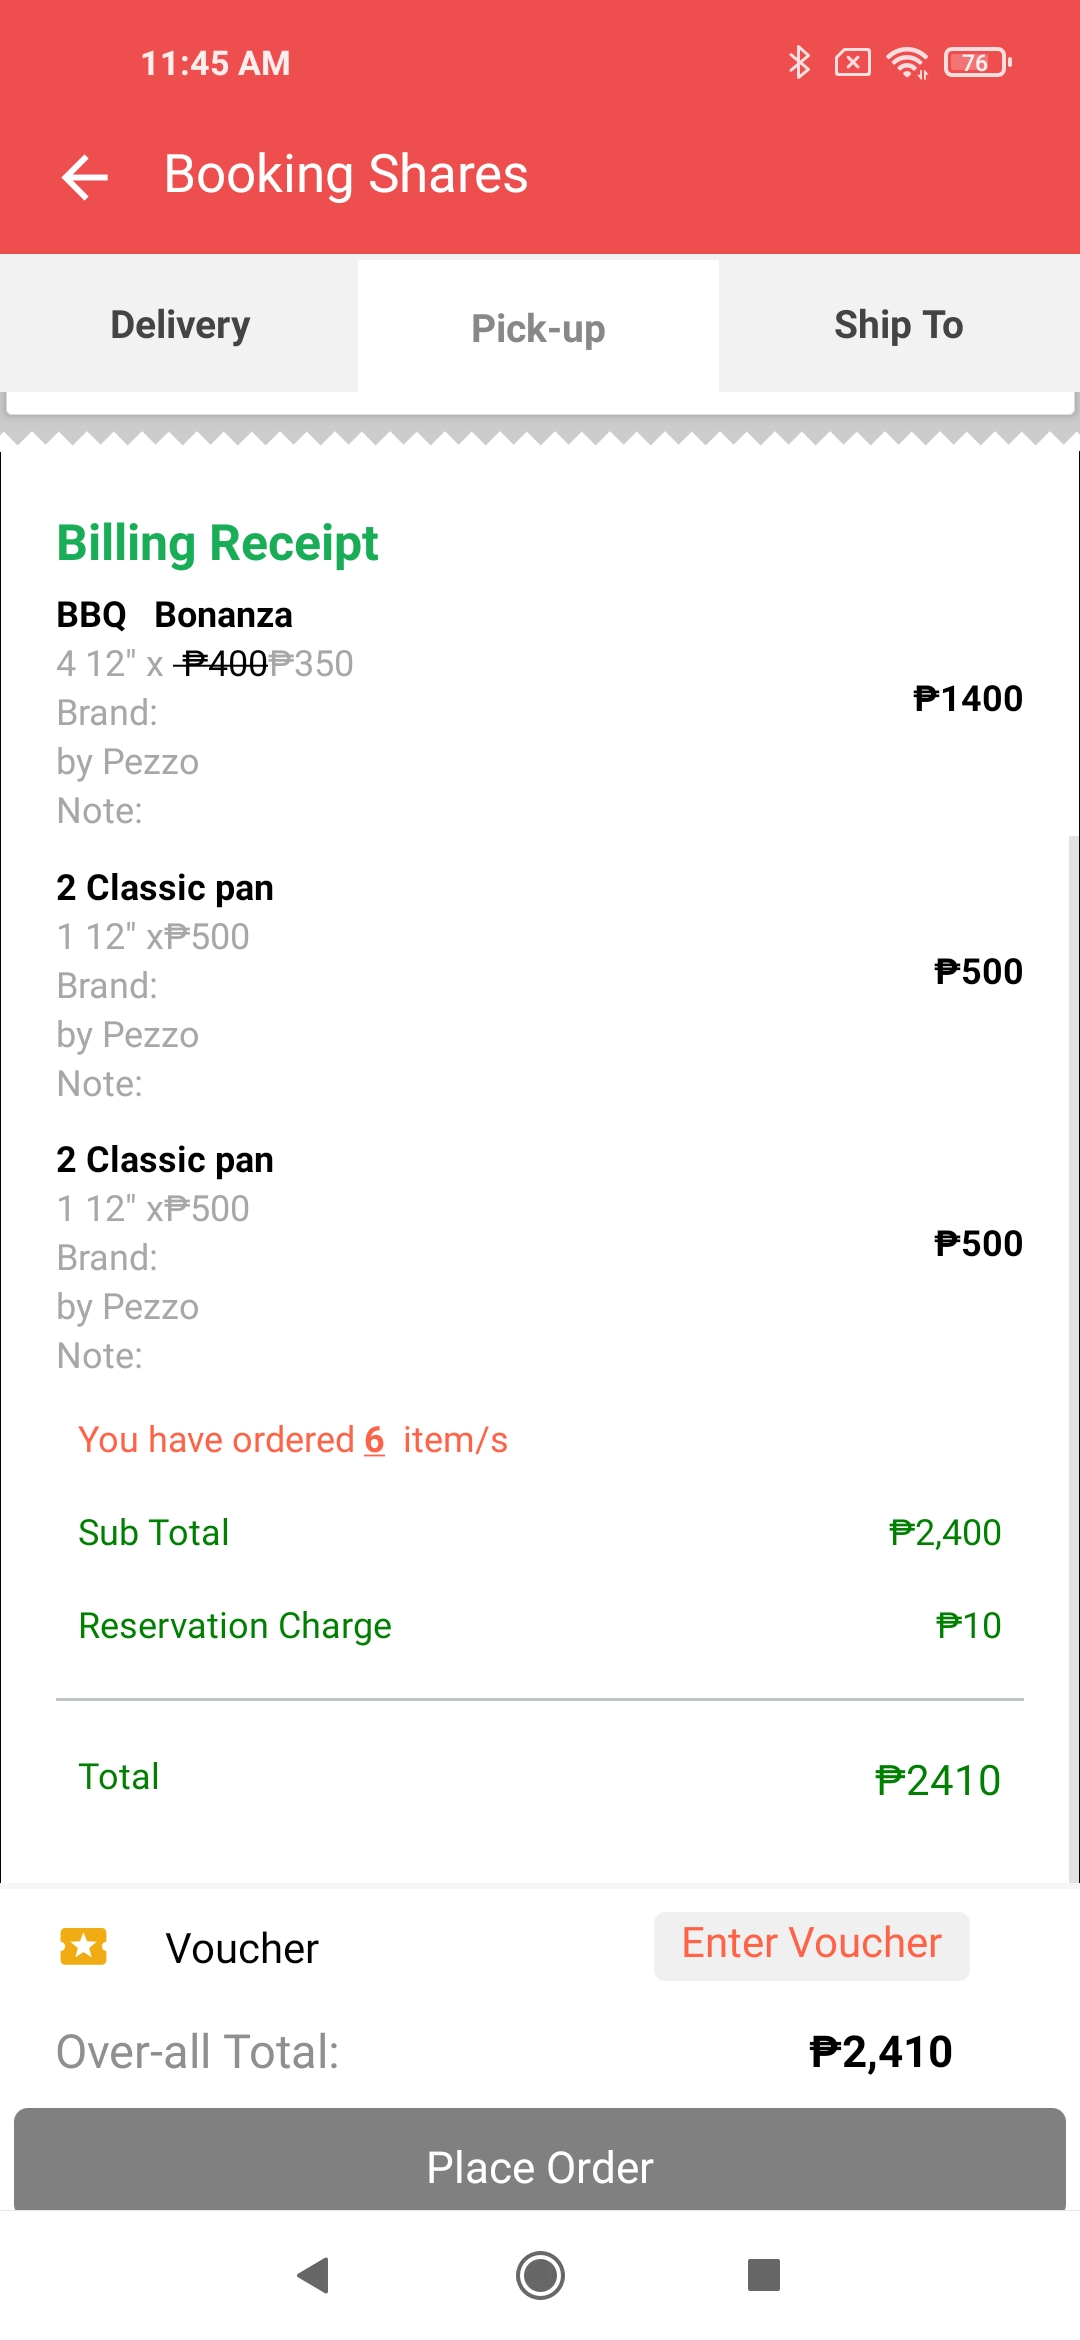 11:45 AM
76
Booking Shares
Delivery
Pick-up
Ship To
Billing Receipt
BBQ Bonanza
4 12" x ₱400₱350
₱1400
Brand:
by Pezzo
Note:
2 Classic pan
1 12" x₱500
₱500
Brand:
by Pezzo
Note:
2 Classic pan
1 12" x₱500
₱500
Brand:
by Pezzo
Note:
You have ordered 6 item/s
Sub Total ₱2,400
Reservation Charge ₱10
Total ₱2410
Voucher
Enter Voucher
Over-all Total: ₱2,410
Place Order